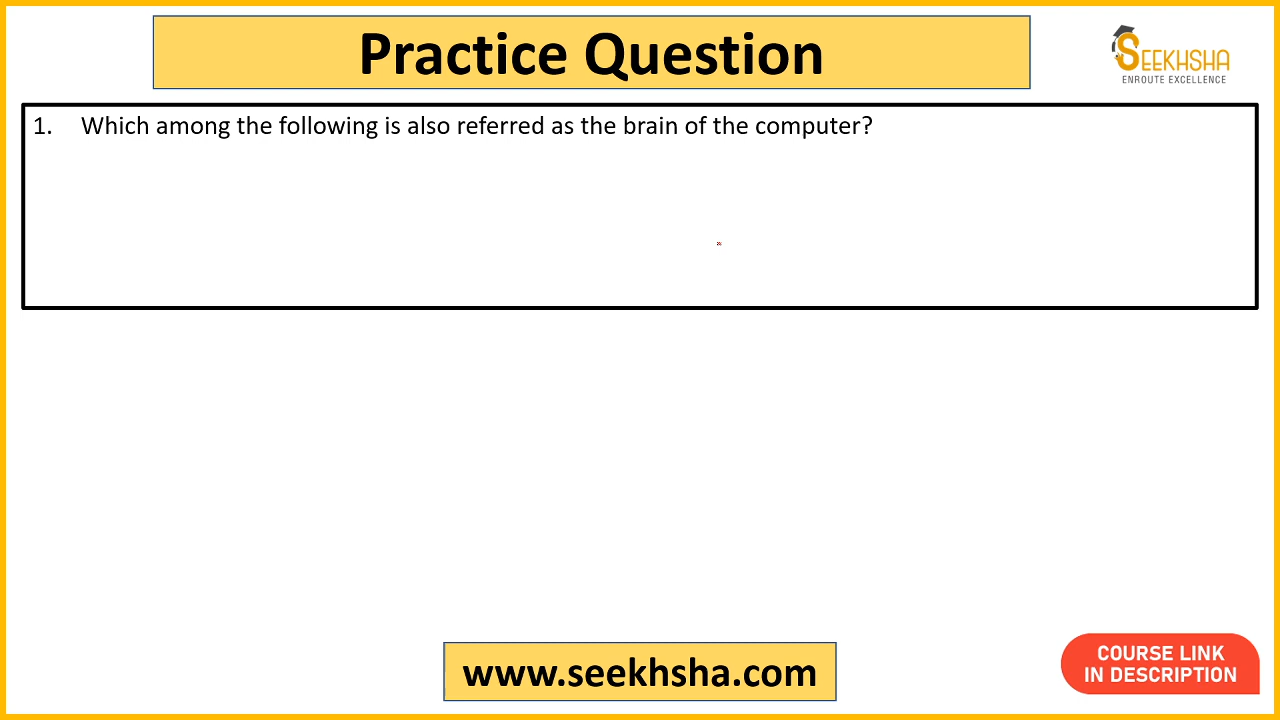 Practice Question
SEEKHSHA
ENROUTE EXCELLENCE
1. Which among the following is also referred as the brain of the computer?
www.seekhsha.com
COURSE LINK
IN DESCRIPTION